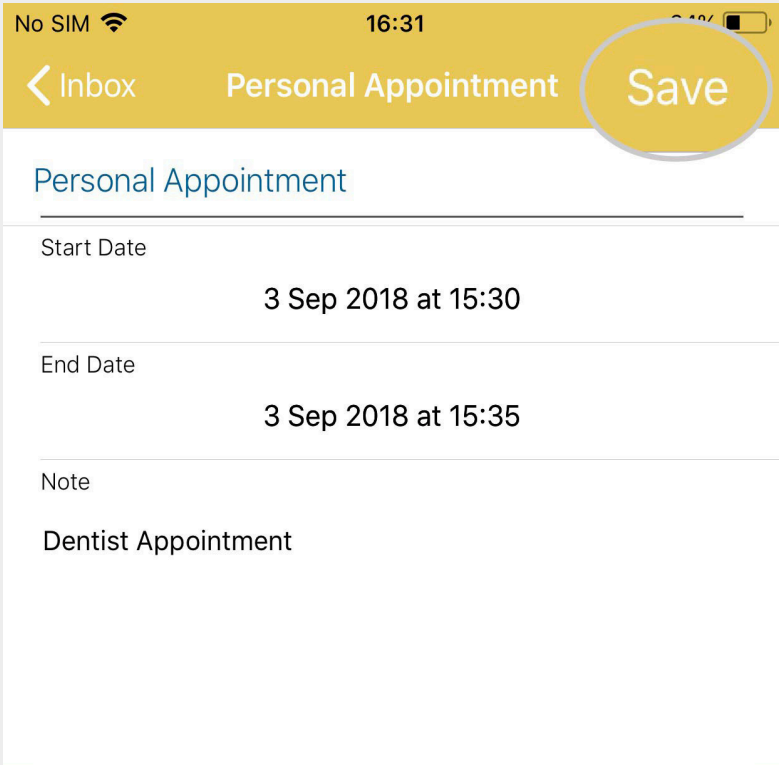 No SIM 16:31
Inbox Personal Appointment Save
Personal Appointment
Start Date
3 Sep 2018 at 15:30
End Date
3 Sep 2018 at 15:35
Note
Dentist Appointment